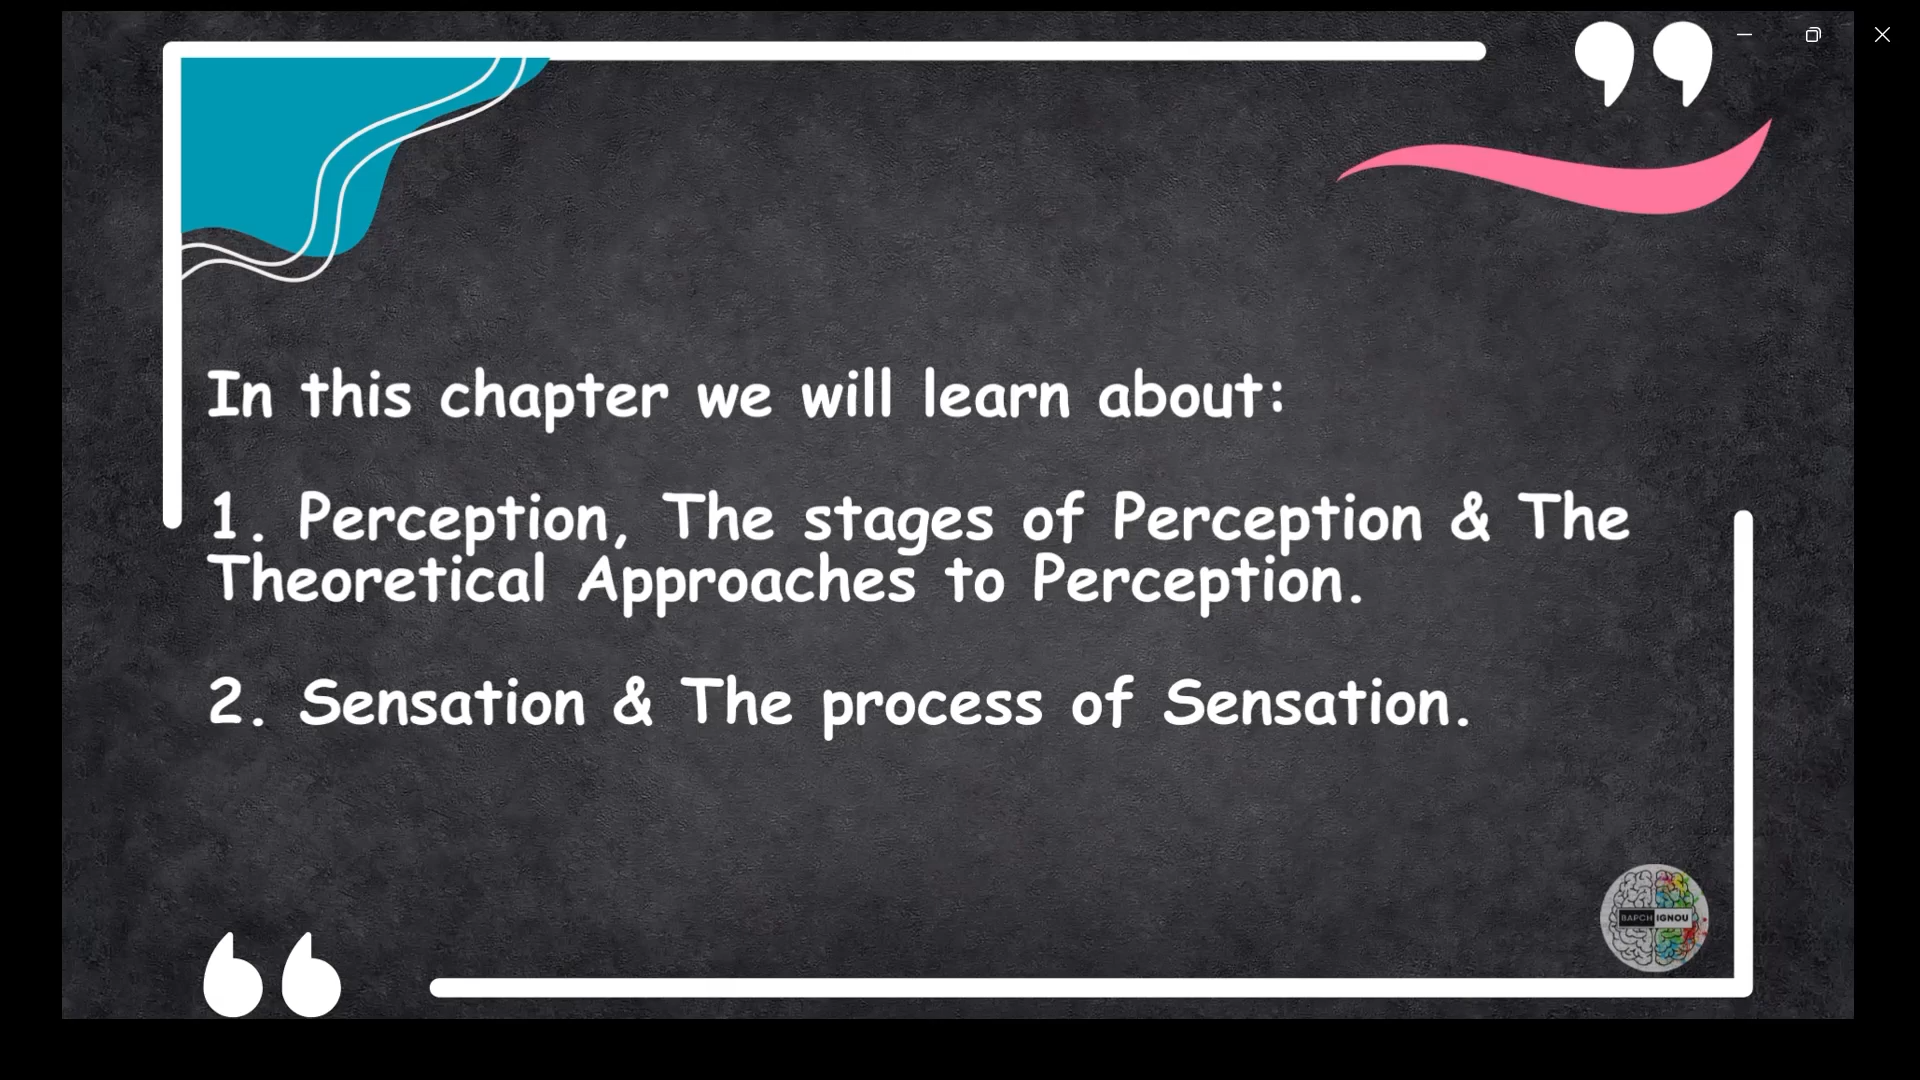 In this chapter we will learn about:
1. Perception, The stages of Perception & The
Theoretical Approaches to Perception.
2. Sensation & The process of Sensation.
BAPCH IGNOU